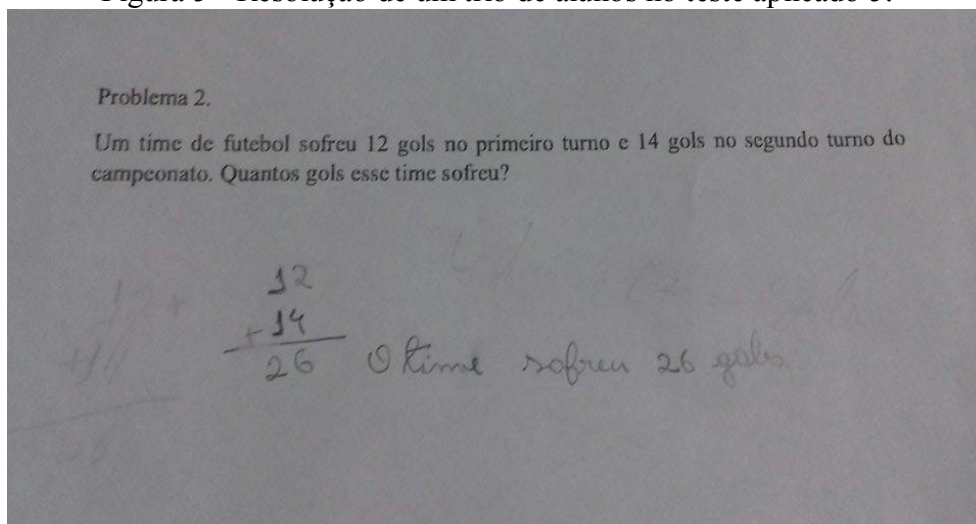 Figura 3 – Resolução de um trio de alunos no teste aplicado 3.
Problema 2.
Um time de futebol sofreu 12 gols no primeiro turno e 14 gols no segundo turno do
campeonato. Quantos gols esse time sofreu?
12
+ 14
26 O time sofreu 26 gols